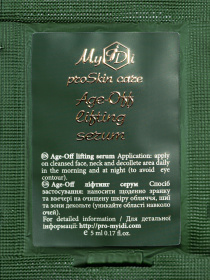 MyIDi
proSkin caze
Age-Off
lifting
serum
Age-Off lifting serum Application: apply
on cleansed face, neck and decollete area daily
in the morning and at night (to avoid eye
contour).
Age-Off ліфтинг серум Спосіб
застосування: наносити щоденно зранку
та ввечері на очищену шкіру обличчя, шиї
та зони декольте (уникайте області навколо
очей).
For detailed information / Для детальної
інформації: http://pro-myidi.com
e 5 ml 0.17 fl.oz.